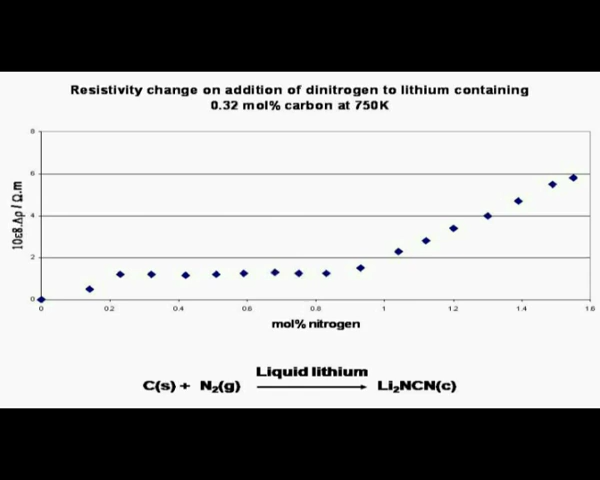 Resistivity change on addition of dinitrogen to lithium containing
0.32 mol% carbon at 750K
8
6
4
2
0
10e8.Δρ / Ω.m
0 0.2 0.4 0.6 0.8 1 1.2 1.4 1.6
mol% nitrogen
Liquid lithium
C(s) + N₂(g) Li₂NCN(c)